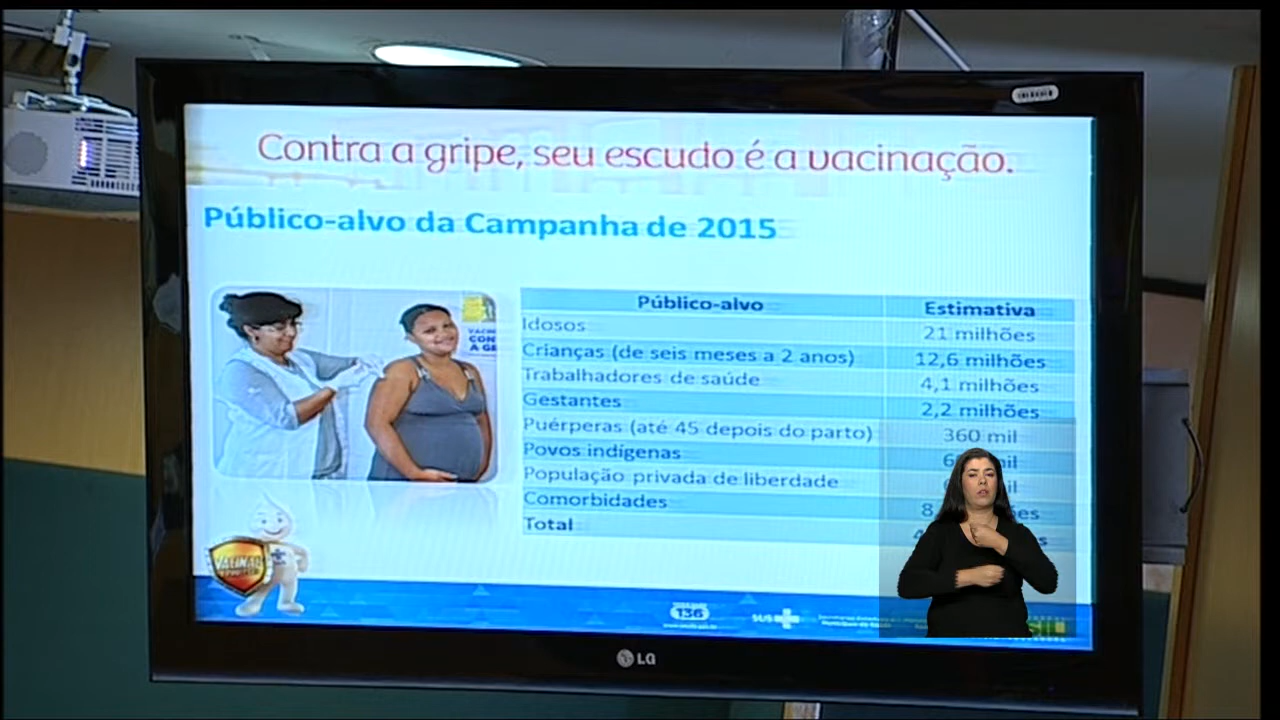 Contra a gripe, seu escudo é a vacinação.
Público-alvo da Campanha de 2015
Público-alvo Estimativa
Idosos 21 milhões
Crianças (de seis meses a 2 anos) 12,6 milhões
Trabalhadores de saúde 4,1 milhões
Gestantes 2,2 milhões
Puérperas (até 45 depois do parto) 360 mil
Povos indígenas
População privada de liberdade
Comorbidades
Total
136
SUS
LG